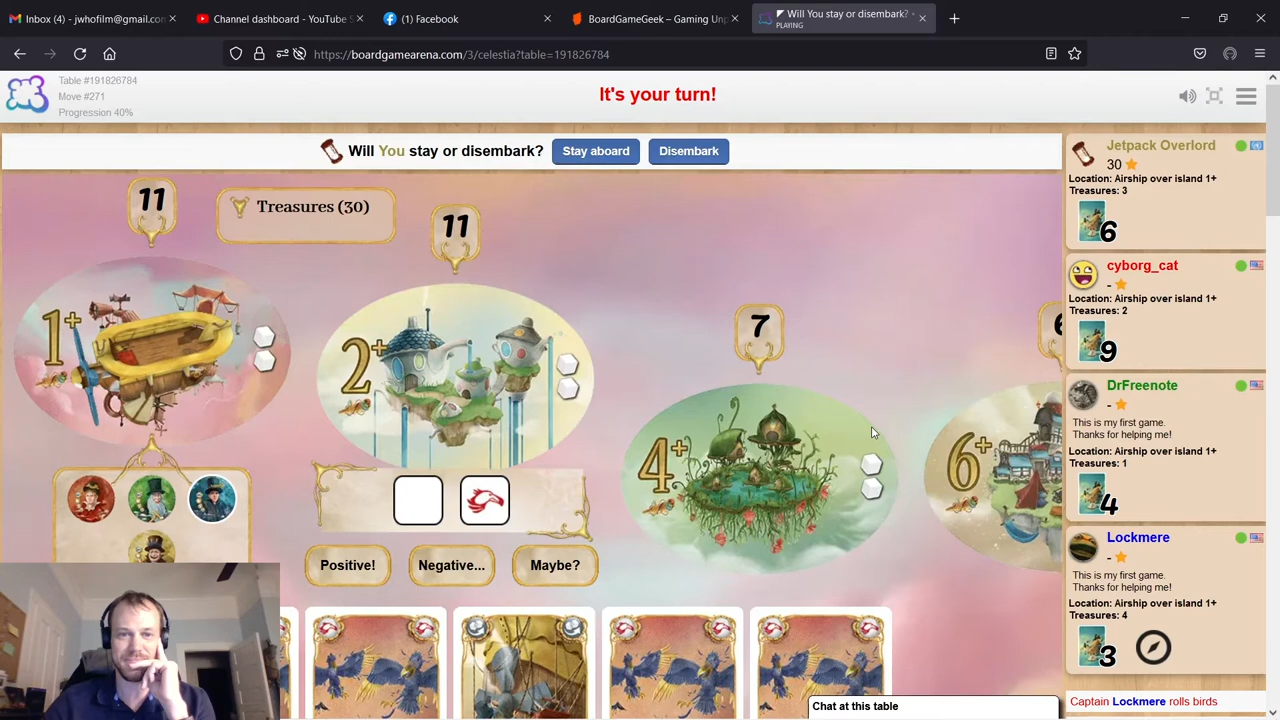 Inbox (4) - jwhofilm@gmail.com
Channel dashboard - YouTube S
(1) Facebook
BoardGameGeek – Gaming Unp
◤ Will You stay or disembark? •
PLAYING
https://boardgamearena.com/3/celestia?table=191826784
Table #191826784
Move #271
Progression 40%
It's your turn!
Will You stay or disembark?
Stay aboard
Disembark
11
Treasures (30)
11
7
6
1+
2+
4+
6+
Positive!
Negative...
Maybe?
Jetpack Overlord
30
Location: Airship over island 1+
Treasures: 3
6
cyborg_cat
-
Location: Airship over island 1+
Treasures: 2
9
DrFreenote
-
This is my first game.
Thanks for helping me!
Location: Airship over island 1+
Treasures: 1
4
Lockmere
-
This is my first game.
Thanks for helping me!
Location: Airship over island 1+
Treasures: 4
3
Captain Lockmere rolls birds
Chat at this table